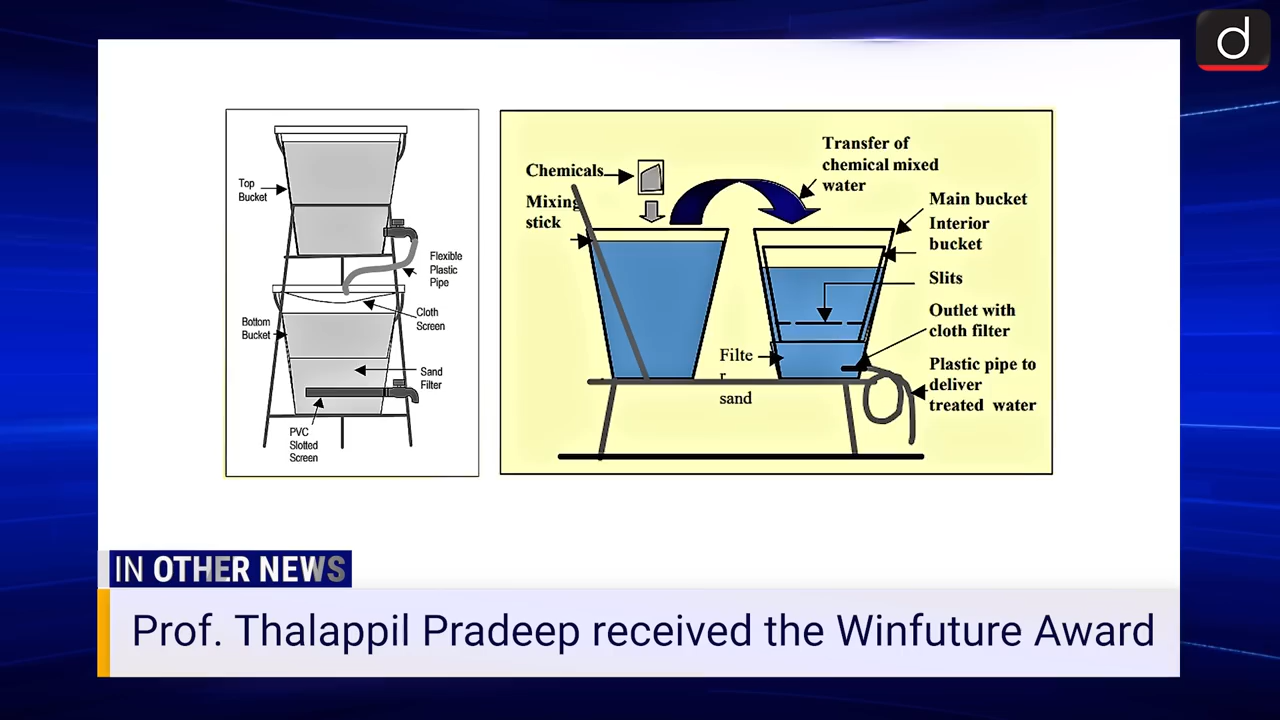 d
Top
Bucket
Flexible
Plastic
Pipe
Cloth
Screen
Bottom
Bucket
Sand
Filter
PVC
Slotted
Screen
Chemicals
Mixing
stick
Transfer of
chemical mixed
water
Main bucket
Interior
bucket
Slits
Outlet with
cloth filter
Filte
r
sand
Plastic pipe to
deliver
treated water
IN OTHER NEWS
Prof. Thalappil Pradeep received the Winfuture Award